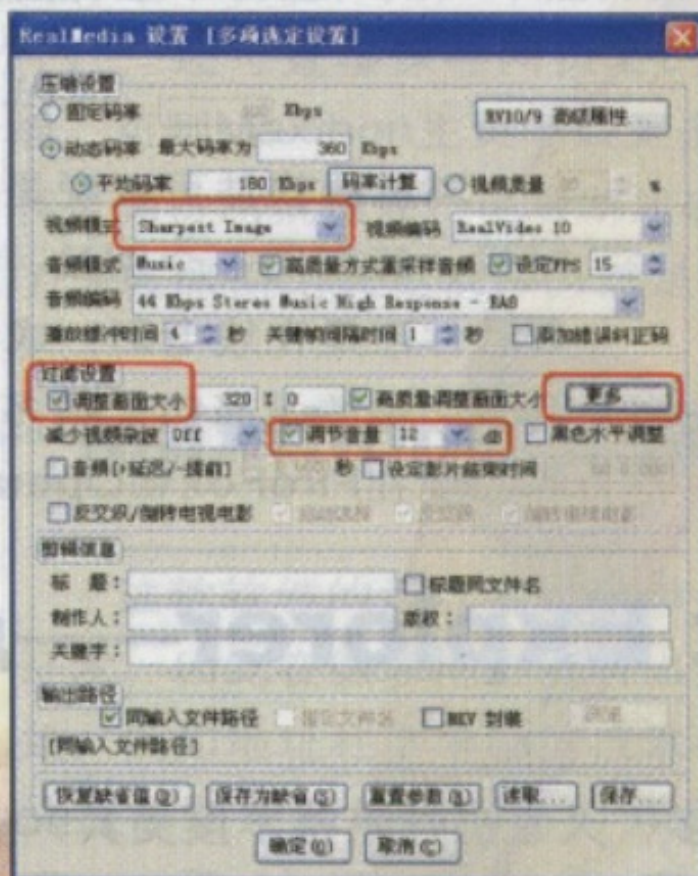 RealMedia 设置 [多项选定设置]
压缩设置
固定码率 Kbps RV10/9 高级属性...
动态码率 最大码率为 360 Kbps
平均码率 180 Kbps 码率计算 视频质量 %
视频模式 Sharpest Image 视频编码 RealVideo 10
音频模式 Music 高质量方式重采样音频 设定FPS 15
音频编码 44 Kbps Stereo Music High Response - RA8
播放缓冲时间 4 秒 关键帧间隔时间 1 秒 添加错误纠正码
过滤设置
调整画面大小 320 X 0 高质量调整画面大小 更多...
减少视频杂波 Off 调节音量 12 dB 黑色水平调整
音频[+延迟/-提前] 秒 设定影片结束时间
反交织/倒转电视电影
剪辑信息
标 题： 标题同文件名
制作人： 版权：
关键字：
输出路径
同输入文件路径 指定文件名 MKV 封装
[同输入文件路径]
恢复缺省值(D) 保存为缺省(S) 重置参数(R) 读取... 保存...
确定(O) 取消(C)